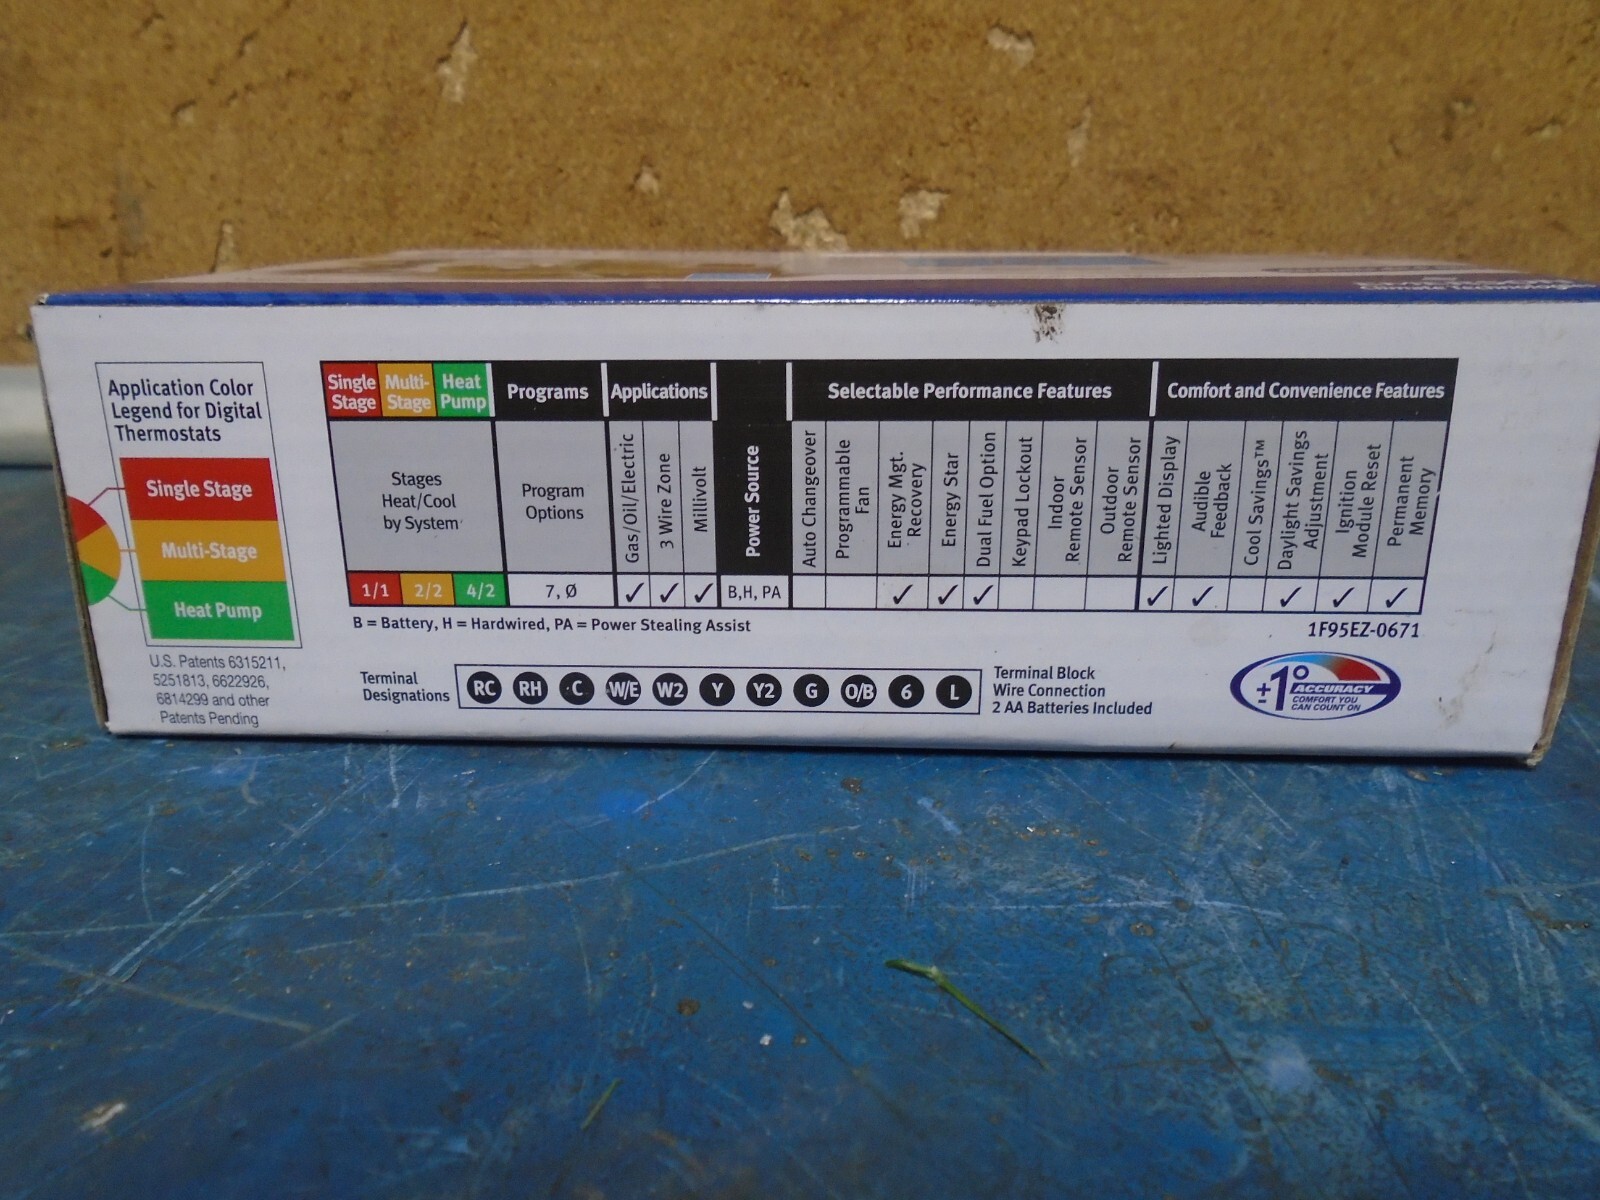 Application Color
Legend for Digital
Thermostats
Single Stage
Multi-Stage
Heat Pump
U.S. Patents 6315211,
5251813, 6622926,
6814299 and other
Patents Pending
Single
Stage
Multi-
Stage
Heat
Pump
Programs
Applications
Selectable Performance Features
Comfort and Convenience Features
Stages
Heat/Cool
by System
Program
Options
Gas/Oil/Electric
3 Wire Zone
Millivolt
Power Source
Auto Changeover
Programmable
Fan
Energy Mgt.
Recovery
Energy Star
Dual Fuel Option
Keypad Lockout
Indoor
Remote Sensor
Outdoor
Remote Sensor
Lighted Display
Audible
Feedback
Cool Savings™
Daylight Savings
Adjustment
Ignition
Module Reset
Permanent
Memory
1/1 2/2 4/2 7, Ø ✓ ✓ ✓ B,H, PA ✓ ✓ ✓ ✓ ✓ ✓ ✓ ✓
B = Battery, H = Hardwired, PA = Power Stealing Assist
1F95EZ-0671
Terminal
Designations
RC RH C W/E W2 Y Y2 G O/B 6 L
Terminal Block
Wire Connection
2 AA Batteries Included
±1°
ACCURACY
COMFORT YOU
CAN COUNT ON